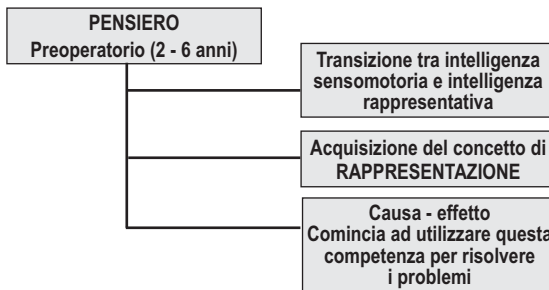 PENSIERO
Preoperatorio (2 - 6 anni)
Transizione tra intelligenza
sensomotoria e intelligenza
rappresentativa
Acquisizione del concetto di
RAPPRESENTAZIONE
Causa - effetto
Comincia ad utilizzare questa
competenza per risolvere
i problemi